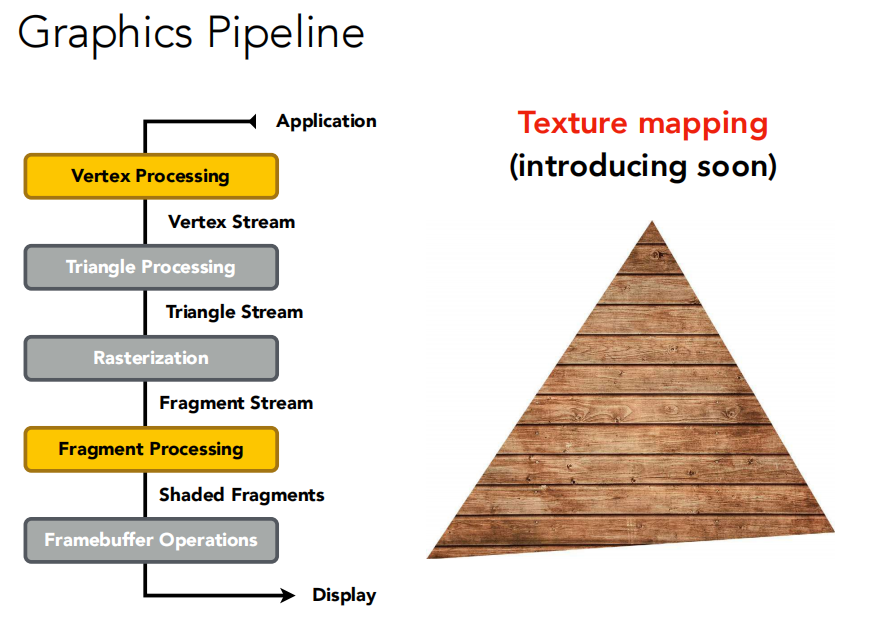 Graphics Pipeline
Application
Vertex Processing
Vertex Stream
Triangle Processing
Triangle Stream
Rasterization
Fragment Stream
Fragment Processing
Shaded Fragments
Framebuffer Operations
Display
Texture mapping
(introducing soon)